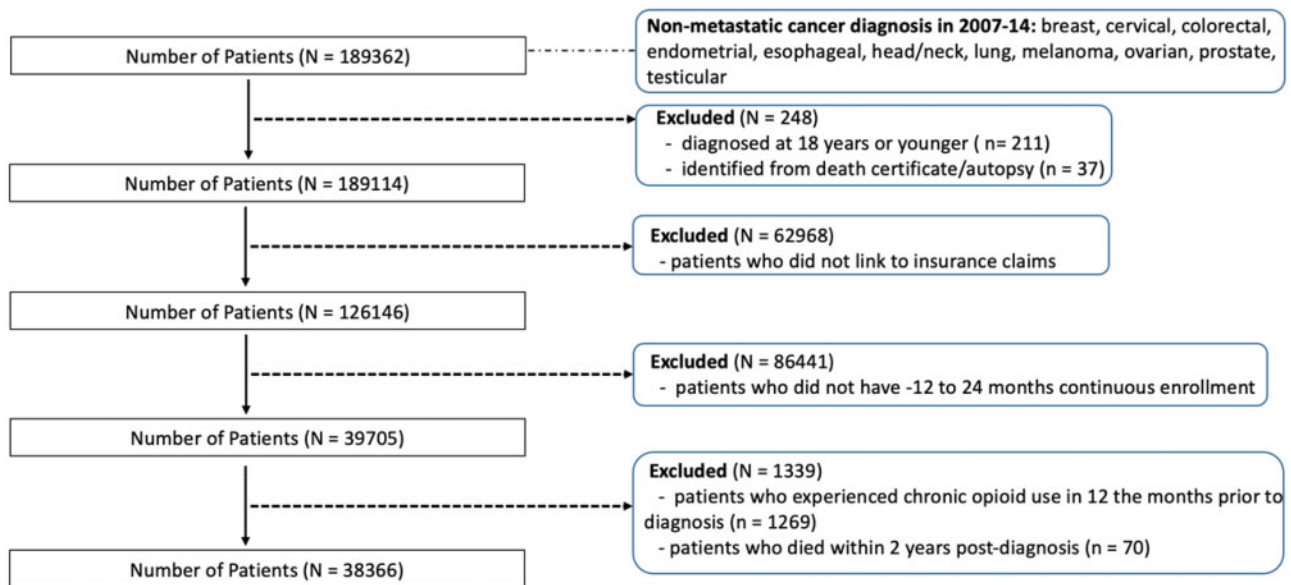 Number of Patients (N = 189362)
Non-metastatic cancer diagnosis in 2007-14: breast, cervical, colorectal,
endometrial, esophageal, head/neck, lung, melanoma, ovarian, prostate,
testicular
Excluded (N = 248)
- diagnosed at 18 years or younger ( n= 211)
- identified from death certificate/autopsy (n = 37)
Number of Patients (N = 189114)
Excluded (N = 62968)
- patients who did not link to insurance claims
Number of Patients (N = 126146)
Excluded (N = 86441)
- patients who did not have -12 to 24 months continuous enrollment
Number of Patients (N = 39705)
Excluded (N = 1339)
- patients who experienced chronic opioid use in 12 the months prior to
diagnosis (n = 1269)
- patients who died within 2 years post-diagnosis (n = 70)
Number of Patients (N = 38366)